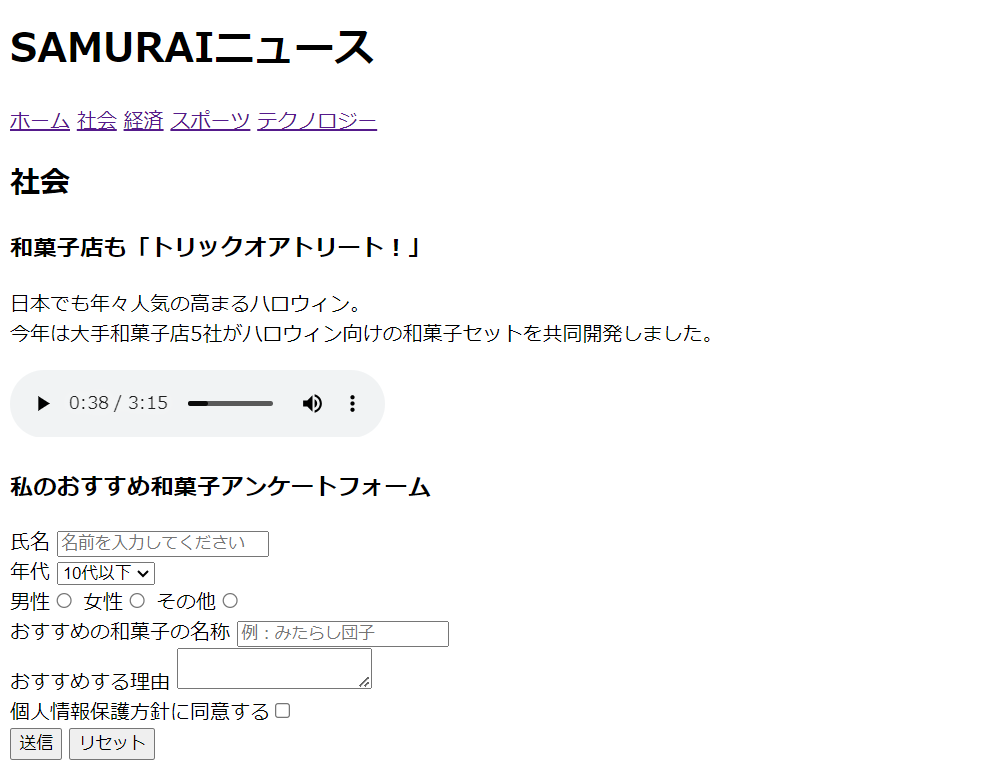 SAMURAIニュース
ホーム 社会 経済 スポーツ テクノロジー
社会
和菓子店も「トリックオアトリート！」
日本でも年々人気の高まるハロウィン。
今年は大手和菓子店5社がハロウィン向けの和菓子セットを共同開発しました。
0:38 / 3:15
私のおすすめ和菓子アンケートフォーム
氏名 名前を入力してください
年代 10代以下
男性 女性 その他
おすすめの和菓子の名称 例：みたらし団子
おすすめする理由
個人情報保護方針に同意する
送信 リセット